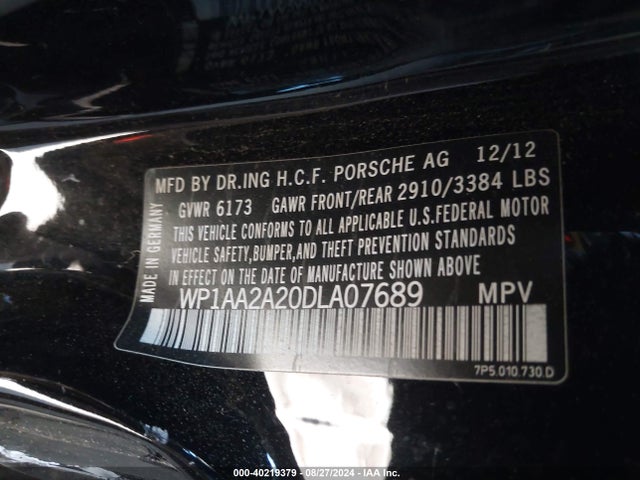 MADE IN GERMANY
MFD BY DR.ING H.C.F. PORSCHE AG 12/12
GVWR 6173 GAWR FRONT/REAR 2910/3384 LBS
THIS VEHICLE CONFORMS TO ALL APPLICABLE U.S.FEDERAL MOTOR
VEHICLE SAFETY,BUMPER,AND THEFT PREVENTION STANDARDS
IN EFFECT ON THE DATE OF MANUFACTURE SHOWN ABOVE
WP1AA2A20DLA07689 MPV
7P5.010.730.D
000-40219379 - 08/27/2024 - IAA Inc.